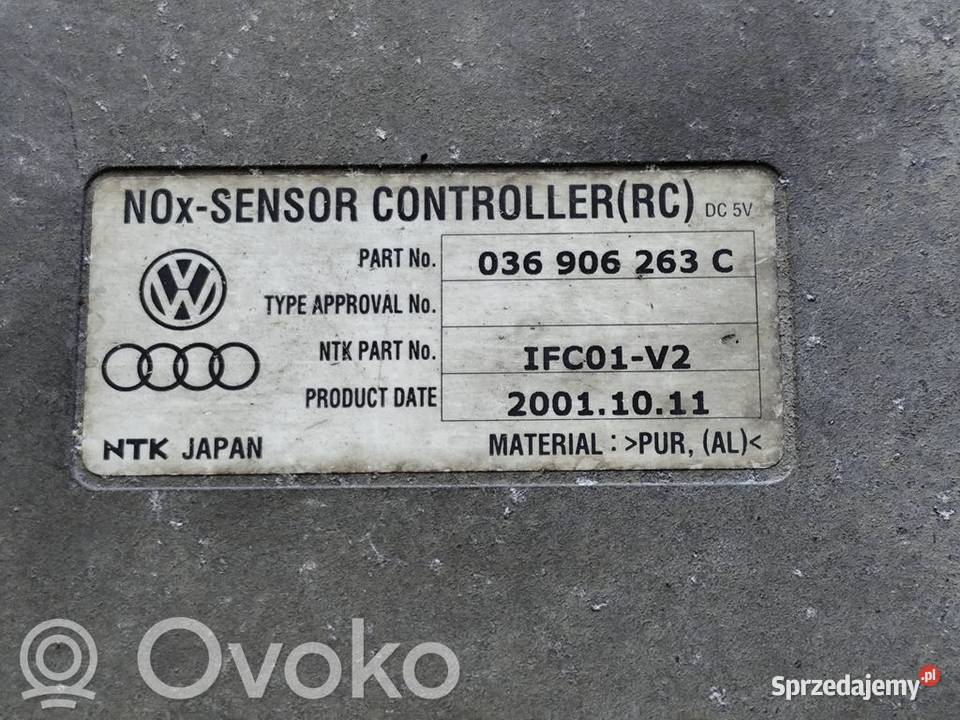 NOx-SENSOR CONTROLLER(RC) DC 5V
PART No. 036 906 263 C
TYPE APPROVAL No.
NTK PART No. IFC01-V2
PRODUCT DATE 2001.10.11
NTK JAPAN MATERIAL : >PUR, (AL)<
Ovoko
Sprzedajemy.pl